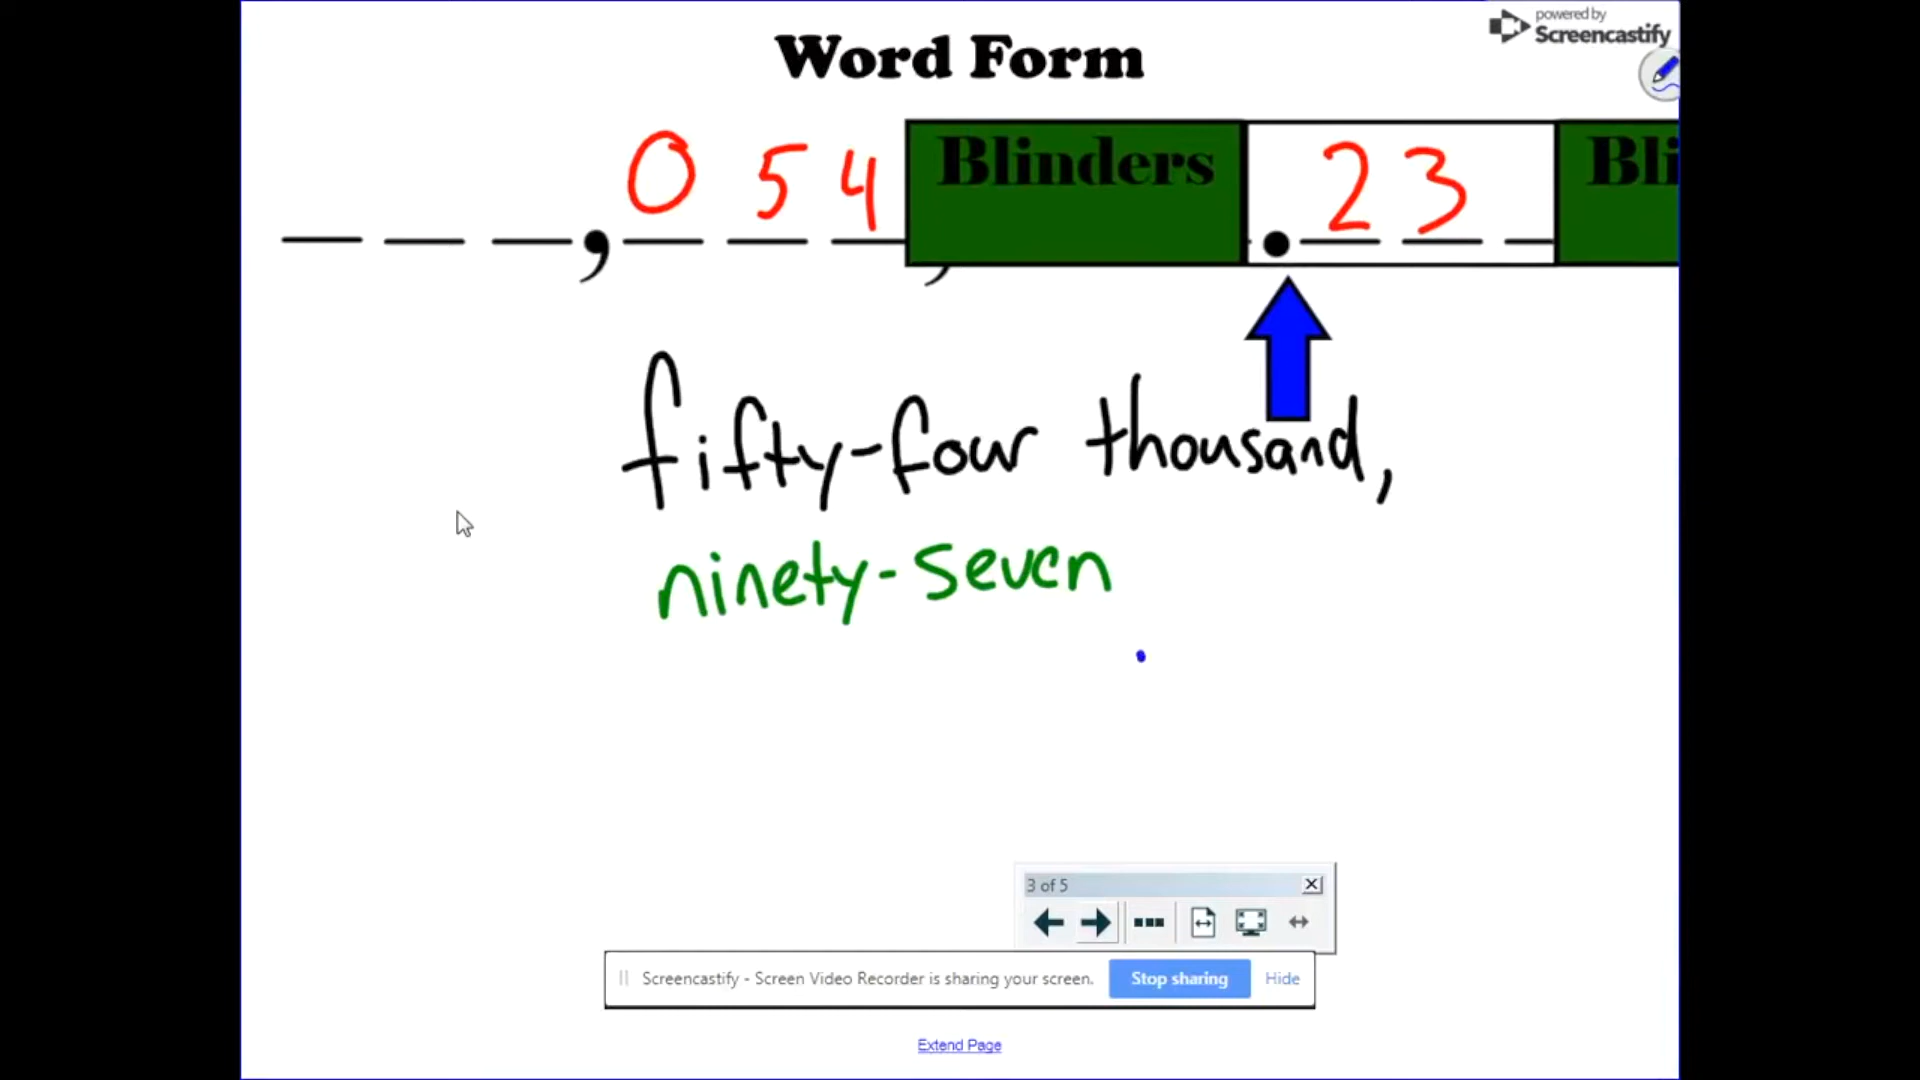 powered by
Screencastify
Word Form
0 5 4 Blinders . 2 3 Bli
, ,
fifty-four thousand,
ninety-seven
3 of 5
Screencastify - Screen Video Recorder is sharing your screen. Stop sharing Hide
Extend Page